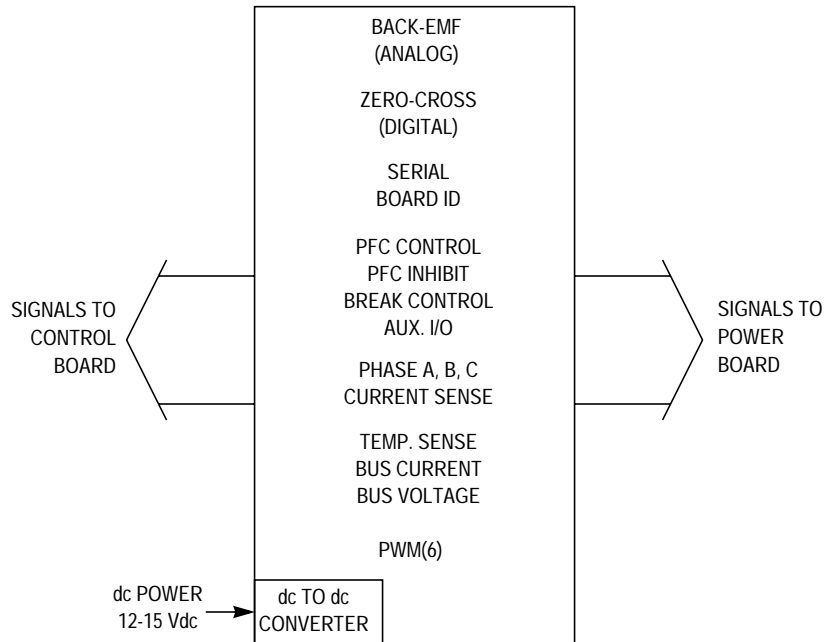 BACK-EMF
(ANALOG)
ZERO-CROSS
(DIGITAL)
SERIAL
BOARD ID
PFC CONTROL
PFC INHIBIT
BREAK CONTROL
AUX. I/O
PHASE A, B, C
CURRENT SENSE
TEMP. SENSE
BUS CURRENT
BUS VOLTAGE
PWM(6)
SIGNALS TO
CONTROL
BOARD
SIGNALS TO
POWER
BOARD
dc POWER
12-15 Vdc
dc TO dc
CONVERTER